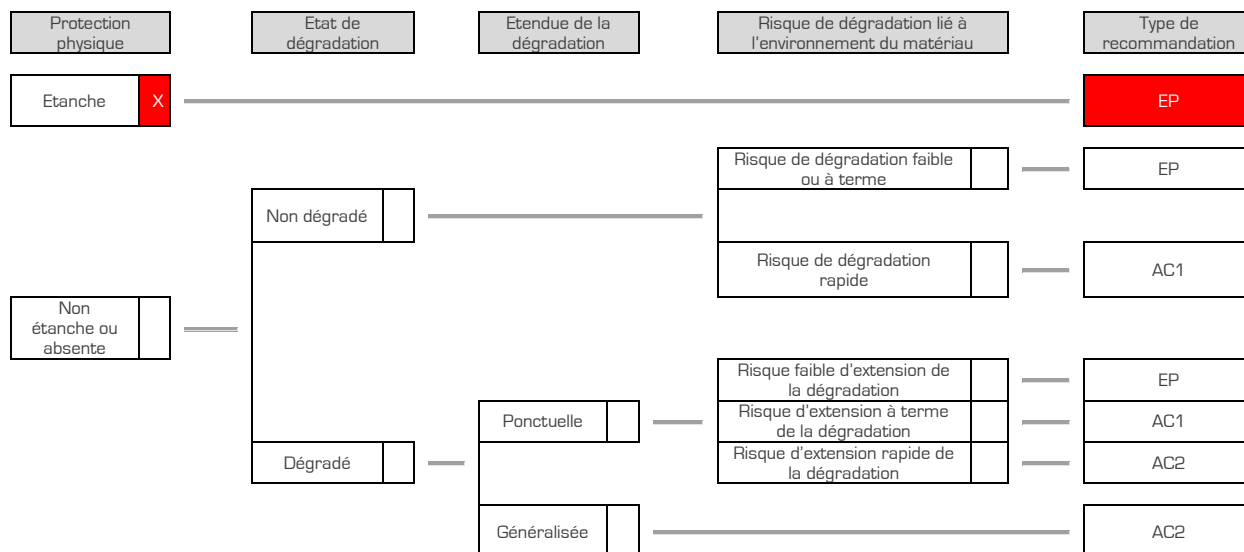 Protection
physique
Etat de
dégradation
Etendue de la
dégradation
Risque de dégradation lié à
l'environnement du matériau
Type de
recommandation
Etanche
X
EP
Risque de dégradation faible
ou à terme
EP
Non dégradé
Risque de dégradation
rapide
AC1
Non
étanche ou
absente
Risque faible d'extension de
la dégradation
EP
Ponctuelle
Risque d'extension à terme
de la dégradation
AC1
Dégradé
Risque d'extension rapide de
la dégradation
AC2
Généralisée
AC2